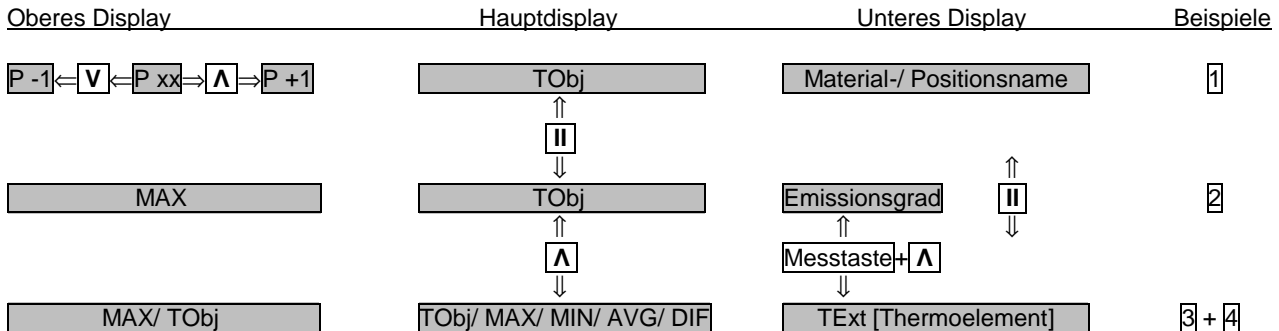 Oberes Display Hauptdisplay Unteres Display Beispiele
P -1 ⇐ V ⇐ P xx ⇒ Λ ⇒ P +1 TObj Material-/ Positionsname 1
⇑
II
⇓ ⇑
MAX TObj Emissionsgrad II 2
⇑ ⇑ ⇓
Λ Messtaste + Λ
⇓ ⇓
MAX/ TObj TObj/ MAX/ MIN/ AVG/ DIF TExt [Thermoelement] 3 + 4